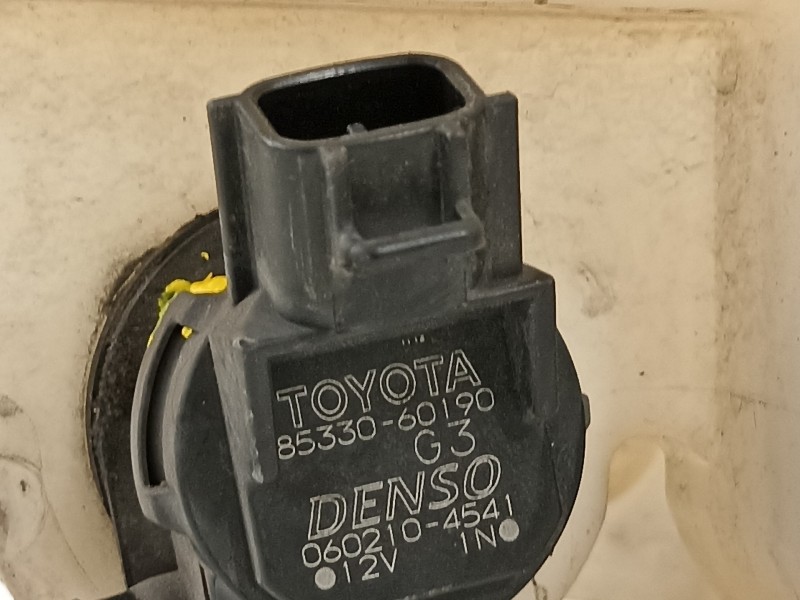 TOYOTA
85330-60190
G3
DENSO
060210-4541
●12V 1N●